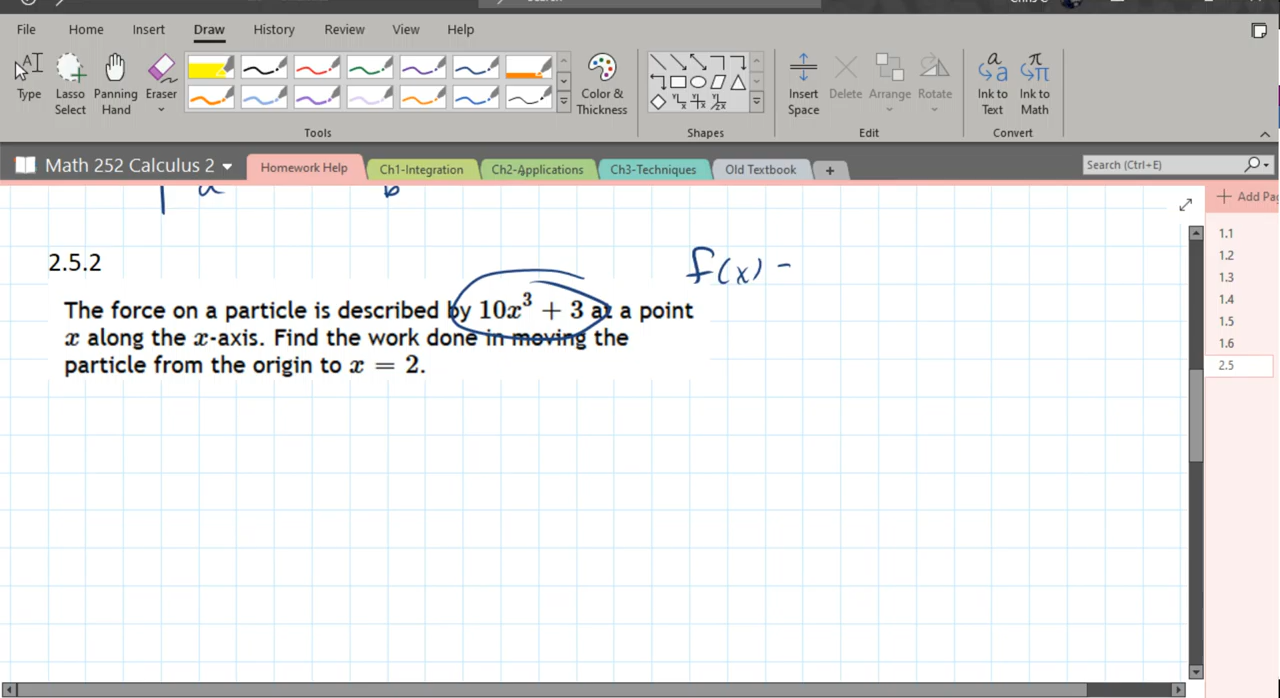 File Home Insert Draw History Review View Help
Type Lasso Select Panning Hand Eraser Color & Thickness Insert Space Delete Arrange Rotate Ink to Text Ink to Math
Tools Shapes Edit Convert
Math 252 Calculus 2 Homework Help Ch1-Integration Ch2-Applications Ch3-Techniques Old Textbook Search (Ctrl+E)
a b
Add Pag
1.1
1.2
1.3
1.4
1.5
1.6
2.5
2.5.2
f(x) -
The force on a particle is described by 10x³ + 3 at a point
x along the x-axis. Find the work done in moving the
particle from the origin to x = 2.